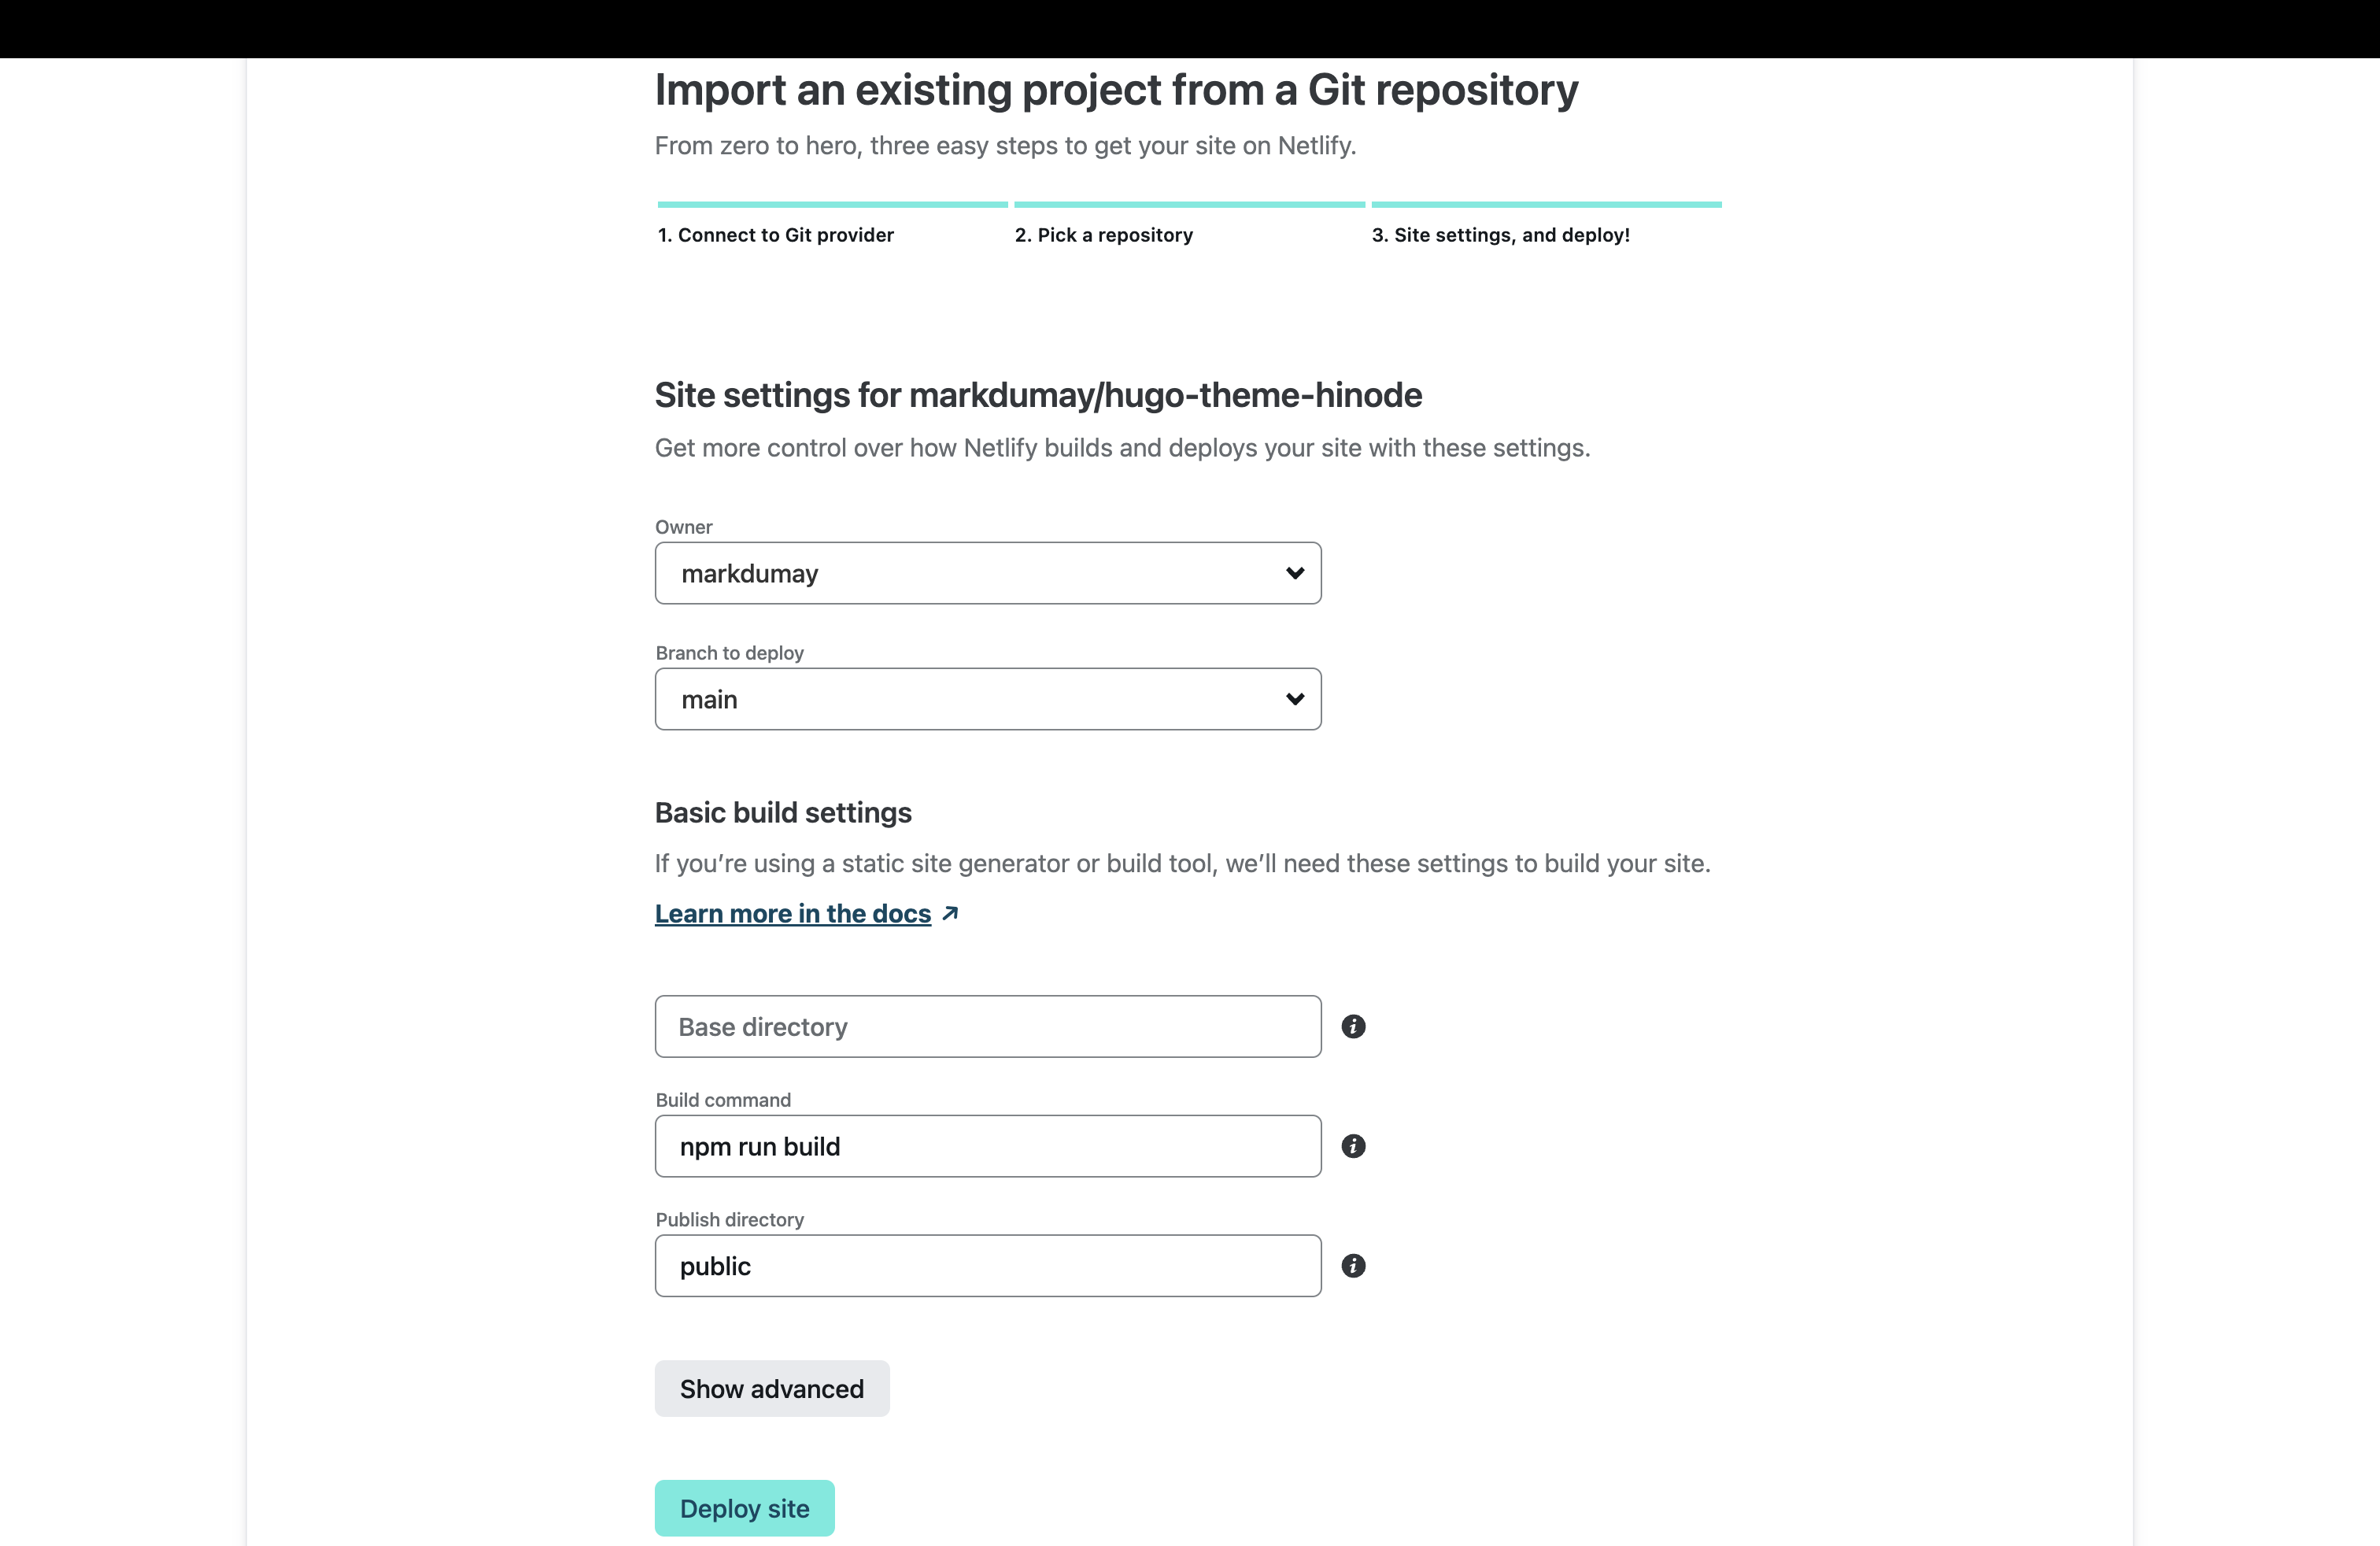 Import an existing project from a Git repository
From zero to hero, three easy steps to get your site on Netlify.
1. Connect to Git provider
2. Pick a repository
3. Site settings, and deploy!
Site settings for markdumay/hugo-theme-hinode
Get more control over how Netlify builds and deploys your site with these settings.
Owner
markdumay
Branch to deploy
main
Basic build settings
If you’re using a static site generator or build tool, we’ll need these settings to build your site.
Learn more in the docs
Base directory
Build command
npm run build
Publish directory
public
Show advanced
Deploy site